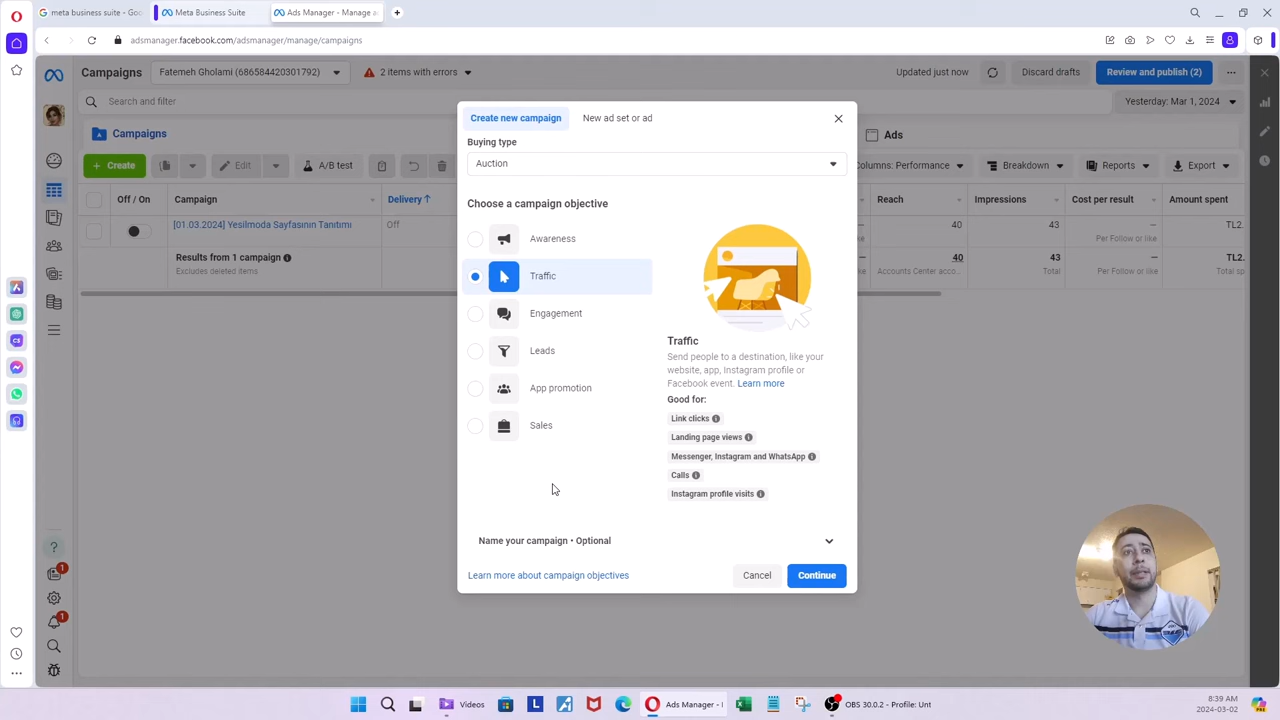 meta business suite - Goo
Meta Business Suite
Ads Manager - Manage a
adsmanager.facebook.com/adsmanager/manage/campaigns
Campaigns
Fatemeh Gholami (686584420301792)
2 items with errors
Updated just now
Discard drafts
Review and publish (2)
Search and filter
Yesterday: Mar 1, 2024
Campaigns
Ads
+ Create
Edit
A/B test
Columns: Performance
Breakdown
Reports
Export
Off / On
Campaign
Delivery ↑
Reach
Impressions
Cost per result
Amount spent
[01.03.2024] Yesilmoda Sayfasının Tanıtımı
Off
40
43
—
TL2.
Per Follow or like
Results from 1 campaign
Excludes deleted items
40
Accounts Center acco...
43
Total
—
Per Follow or like
TL2.
Total sp
Create new campaign
New ad set or ad
Buying type
Auction
Choose a campaign objective
Awareness
Traffic
Engagement
Leads
App promotion
Sales
Traffic
Send people to a destination, like your
website, app, Instagram profile or
Facebook event. Learn more
Good for:
Link clicks
Landing page views
Messenger, Instagram and WhatsApp
Calls
Instagram profile visits
Name your campaign • Optional
Learn more about campaign objectives
Cancel
Continue
1
1
CS
Videos
L
Ads Manager - I
OBS 30.0.2 - Profile: Unt
8:39 AM
2024-03-02